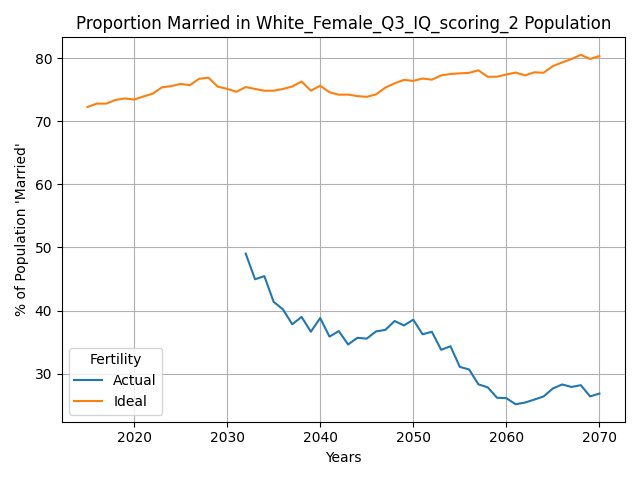 Proportion Married in White_Female_Q3_IQ_scoring_2 Population
% of Population 'Married'
80
70
60
50
40
30
Fertility
Actual
Ideal
2020 2030 2040 2050 2060 2070
Years